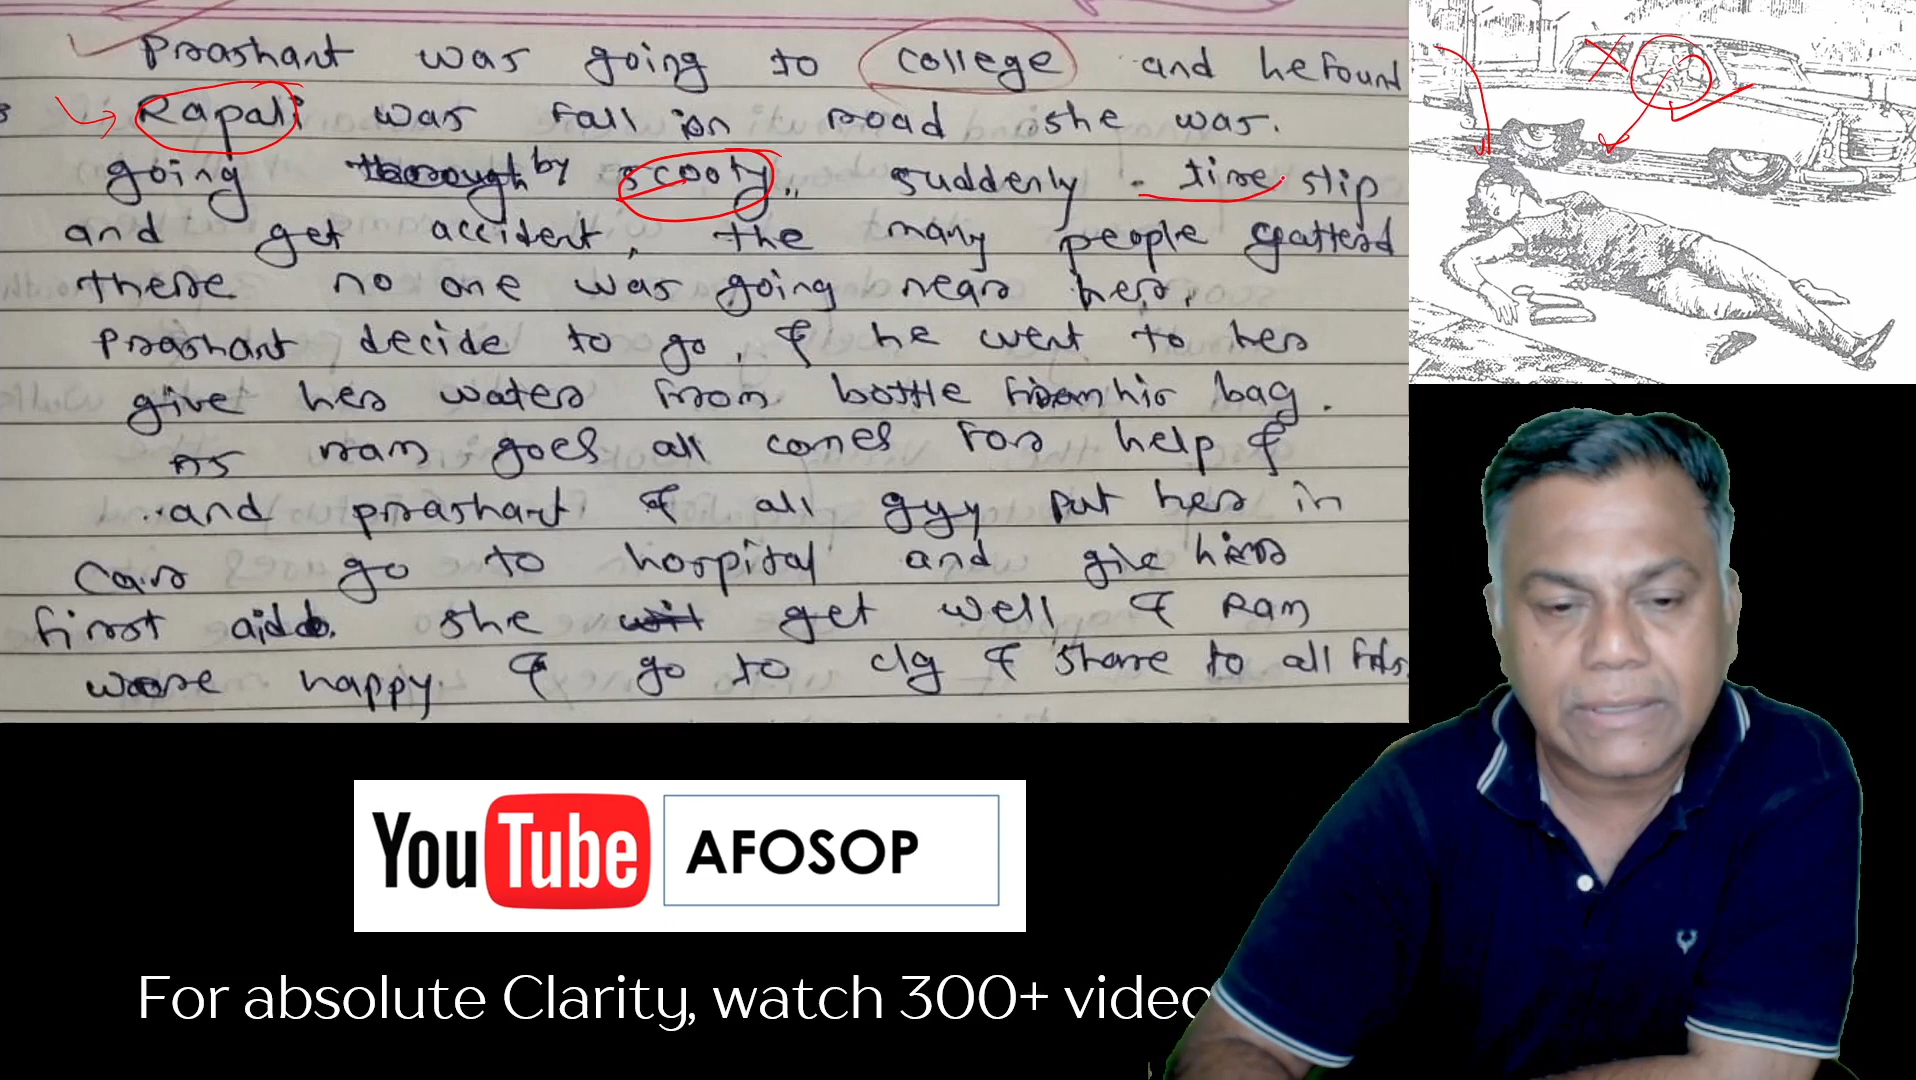 Prashant was going to college and he found
Rapali was fall on road she was.
going through by scooty., suddenly tire slip
and get accident, the many people gatterd
there no one was going near her.
Prashant decide to go, & he went to her
give her water from bottle from his bag.
As ram goes all comes for help &
and prashant & all gyy put her in
car go to hospital and give her
first aid. she will get well & Ram
were happy & go to clg & share to all frds.
YouTube AFOSOP
For absolute Clarity, watch 300+ video